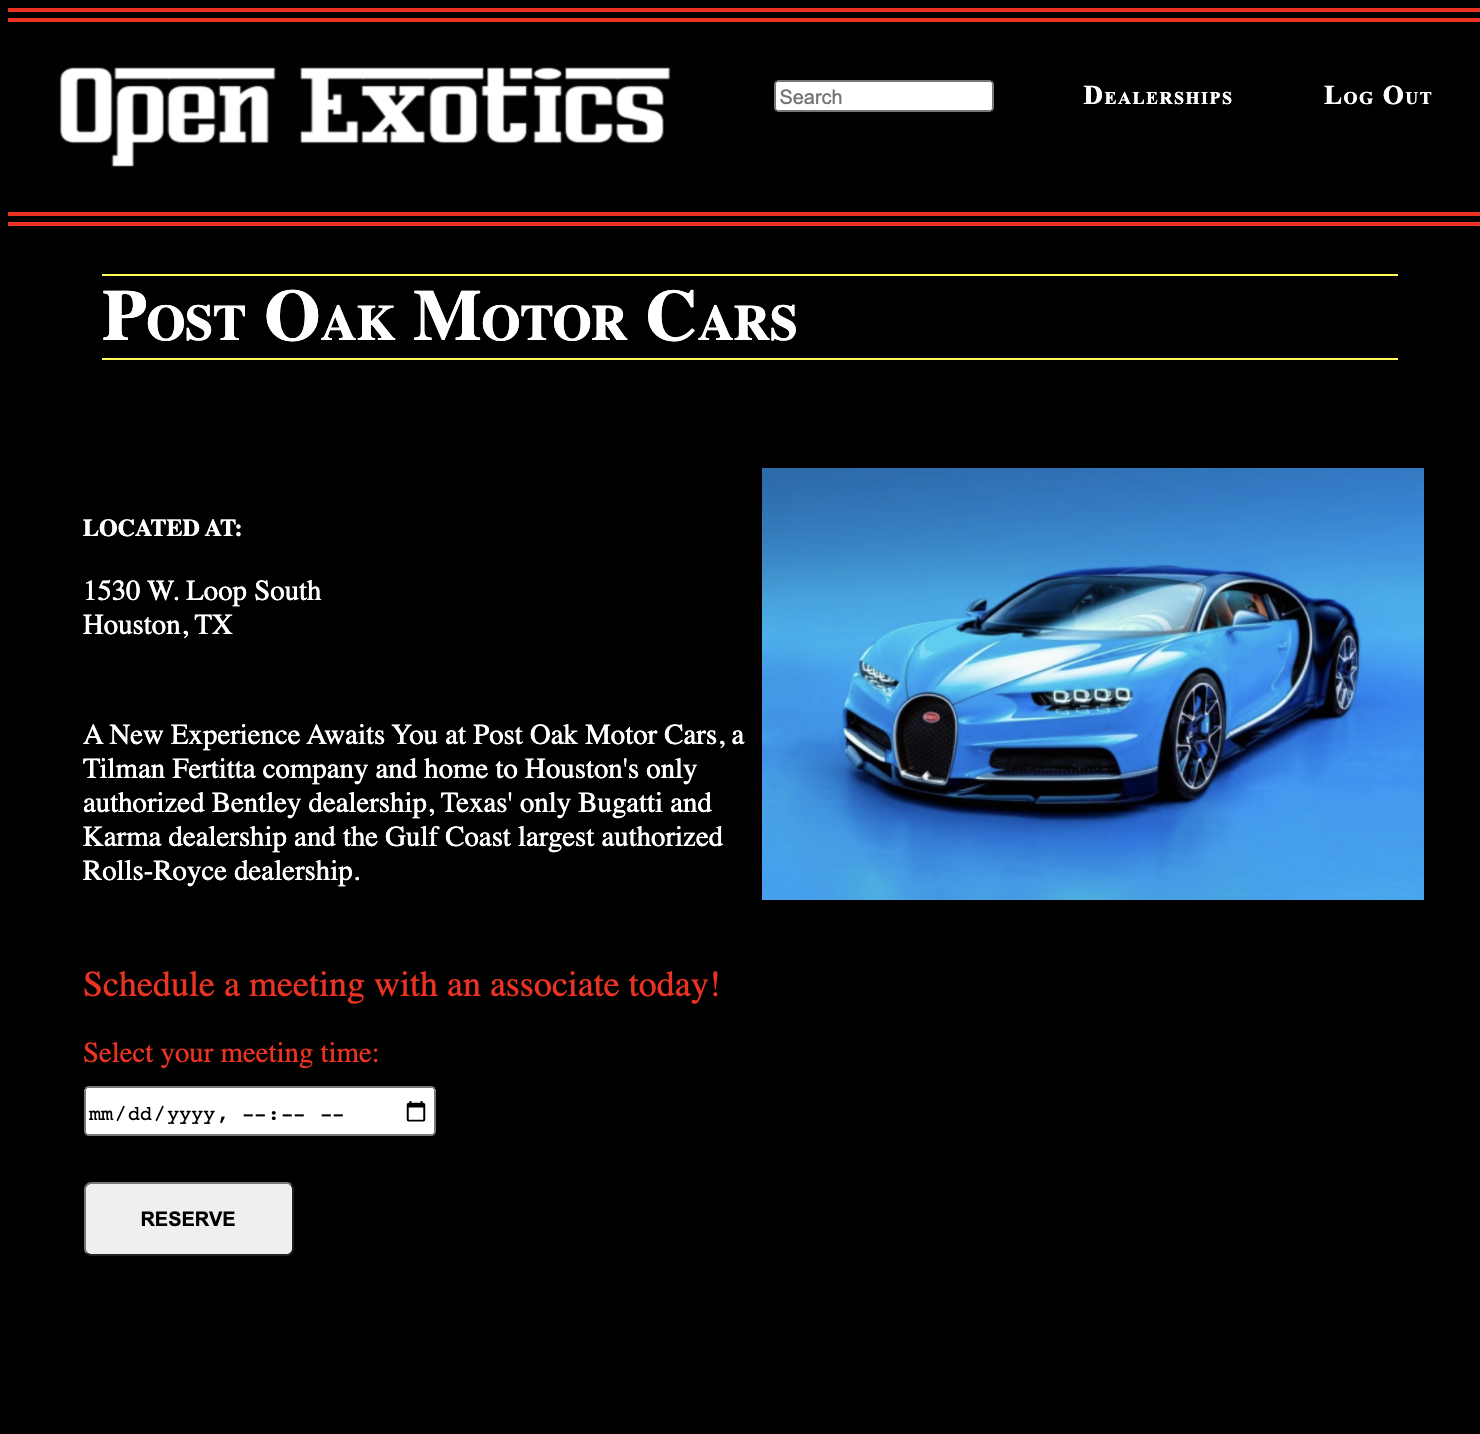 Open Exotics
Search
Dealerships
Log Out
Post Oak Motor Cars
LOCATED AT:
1530 W. Loop South
Houston, TX
A New Experience Awaits You at Post Oak Motor Cars, a
Tilman Fertitta company and home to Houston's only
authorized Bentley dealership, Texas' only Bugatti and
Karma dealership and the Gulf Coast largest authorized
Rolls-Royce dealership.
Schedule a meeting with an associate today!
Select your meeting time:
mm/dd/yyyy, --:-- --
RESERVE